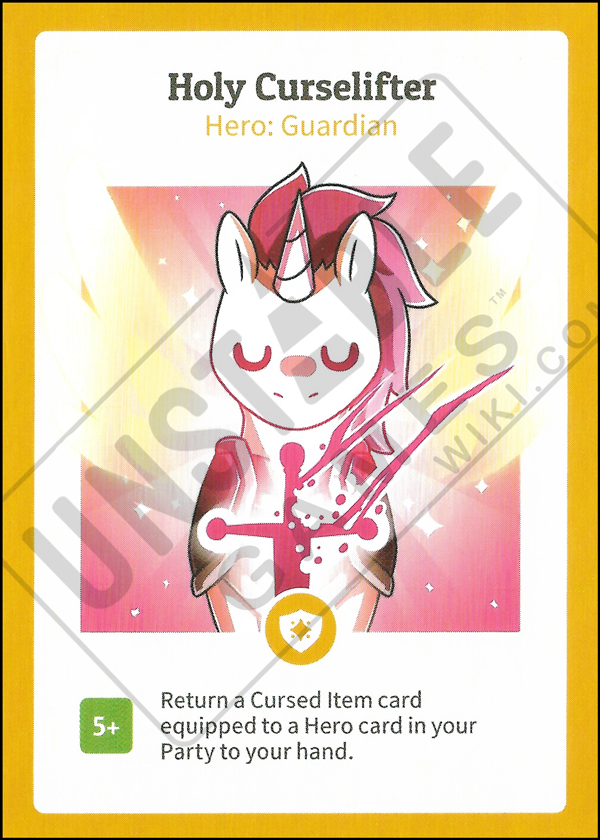 Holy Curselifter
Hero: Guardian
UNSTABLE
GAMES™
WIKI.COM
5+
Return a Cursed Item card
equipped to a Hero card in your
Party to your hand.